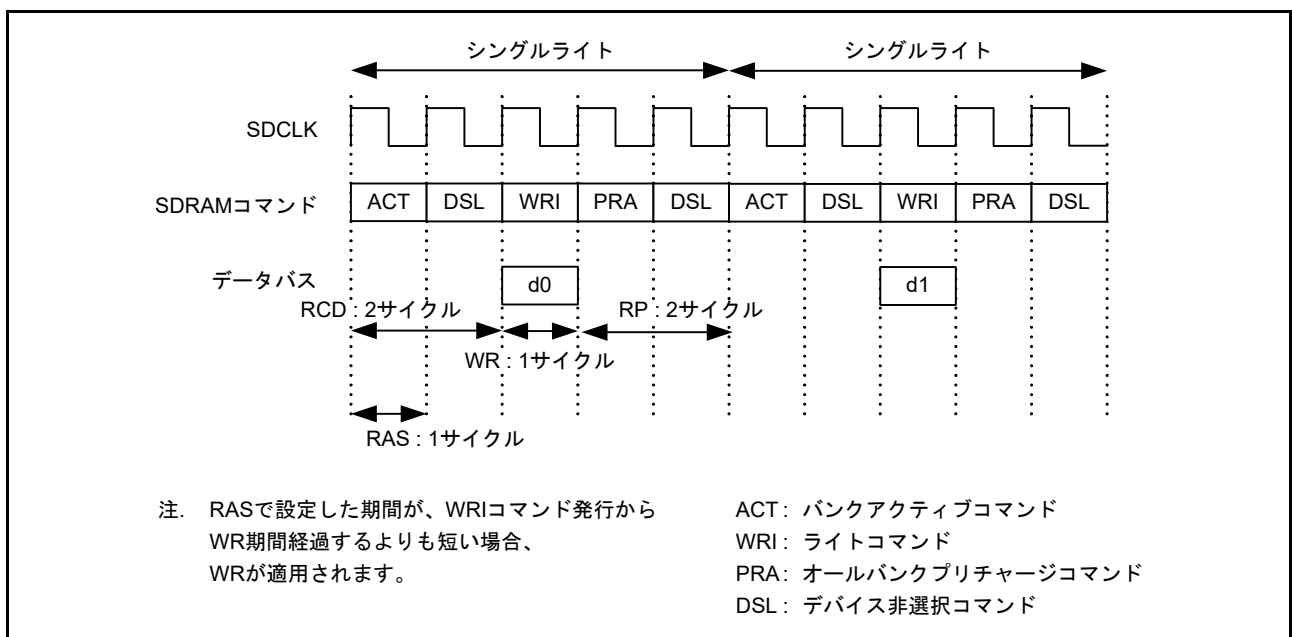 シングルライト シングルライト
SDCLK
SDRAMコマンド ACT DSL WRI PRA DSL ACT DSL WRI PRA DSL
データバス d0 d1
RCD : 2サイクル RP : 2サイクル
WR : 1サイクル
RAS : 1サイクル
注. RASで設定した期間が、WRIコマンド発行から
WR期間経過するよりも短い場合、
WRが適用されます。
ACT : バンクアクティブコマンド
WRI : ライトコマンド
PRA : オールバンクプリチャージコマンド
DSL : デバイス非選択コマンド